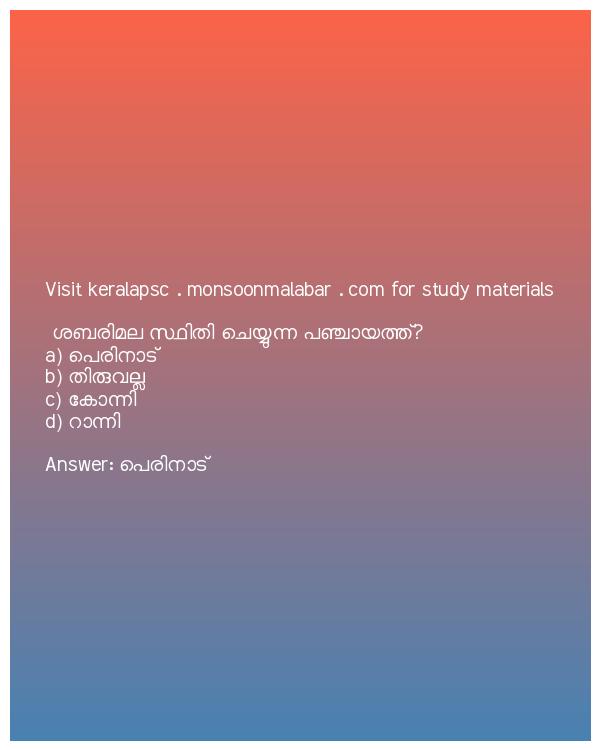 Visit keralapsc . monsoonmalabar . com for study materials
ശബരിമല സ്ഥിതി ചെയ്യുന്ന പഞ്ചായത്ത്?
a) പെരിനാട്
b) തിരുവല്ല
c) കോന്നി
d) റാന്നി
Answer: പെരിനാട്